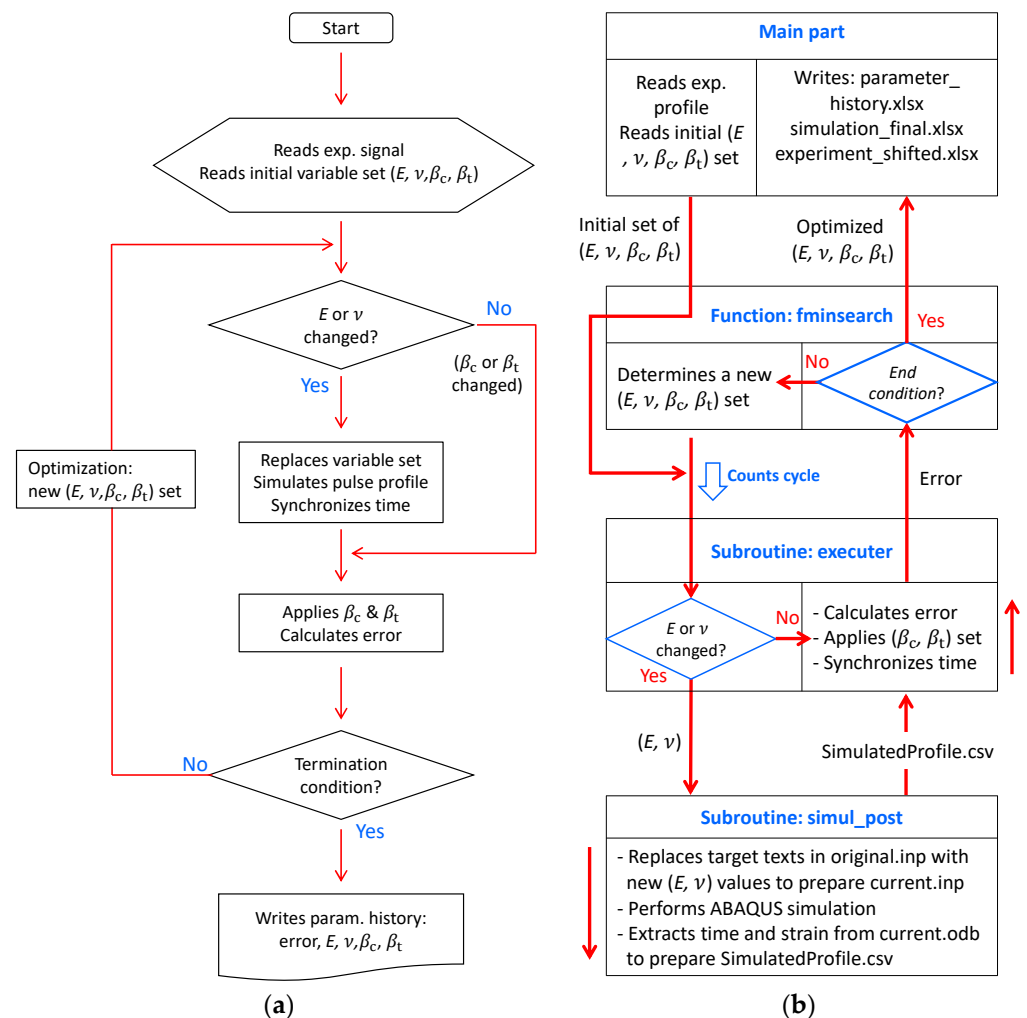 Start
Reads exp. signal
Reads initial variable set (E, ν,βc, βt)
E or ν
changed?
No
(βc or βt
changed)
Yes
Optimization:
new (E, ν,βc, βt) set
Replaces variable set
Simulates pulse profile
Synchronizes time
Applies βc & βt
Calculates error
No
Termination
condition?
Yes
Writes param. history:
error, E, ν,βc, βt
(a)
Main part
Reads exp.
profile
Reads initial (E
, ν, βc, βt) set
Writes: parameter_
history.xlsx
simulation_final.xlsx
experiment_shifted.xlsx
Initial set of
(E, ν, βc, βt)
Optimized
(E, ν, βc, βt)
Function: fminsearch
Yes
No
Determines a new
(E, ν, βc, βt) set
End
condition?
Counts cycle
Error
Subroutine: executer
E or ν
changed?
No
Yes
- Calculates error
- Applies (βc, βt) set
- Synchronizes time
(E, ν)
SimulatedProfile.csv
Subroutine: simul_post
- Replaces target texts in original.inp with
new (E, ν) values to prepare current.inp
- Performs ABAQUS simulation
- Extracts time and strain from current.odb
to prepare SimulatedProfile.csv
(b)